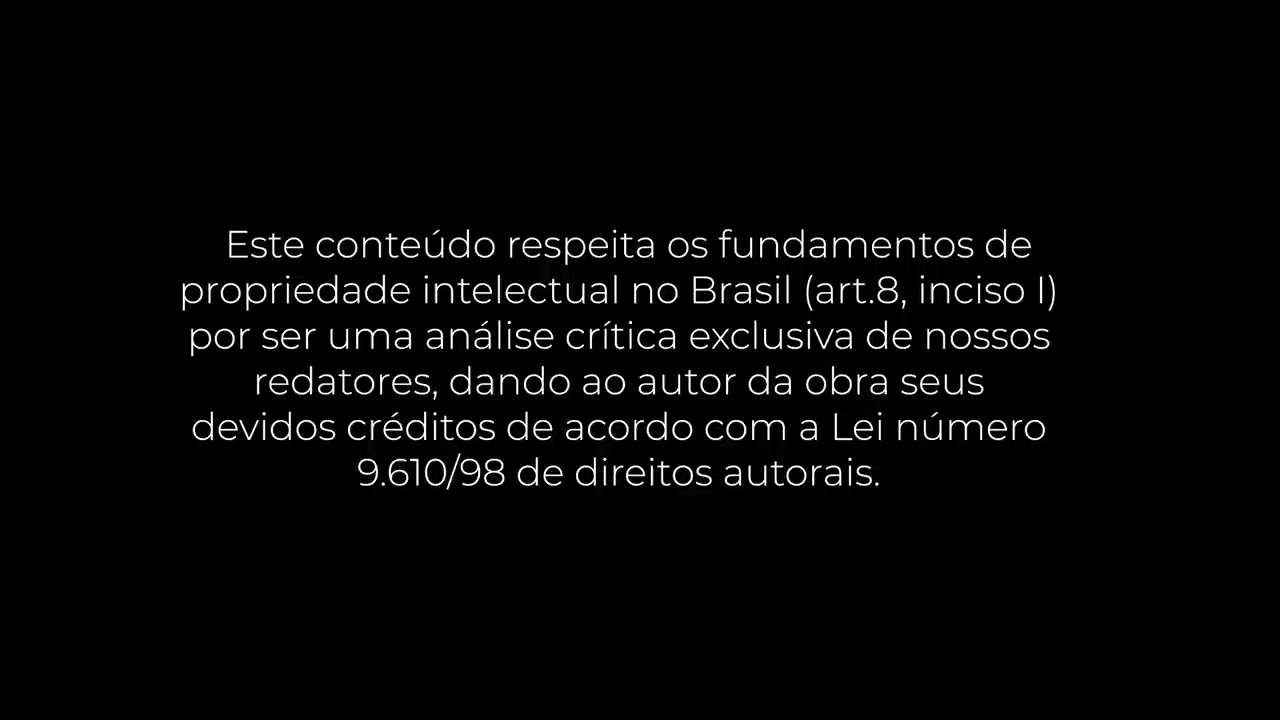 Este conteúdo respeita os fundamentos de
propriedade intelectual no Brasil (art.8, inciso I)
por ser uma análise crítica exclusiva de nossos
redatores, dando ao autor da obra seus
devidos créditos de acordo com a Lei número
9.610/98 de direitos autorais.